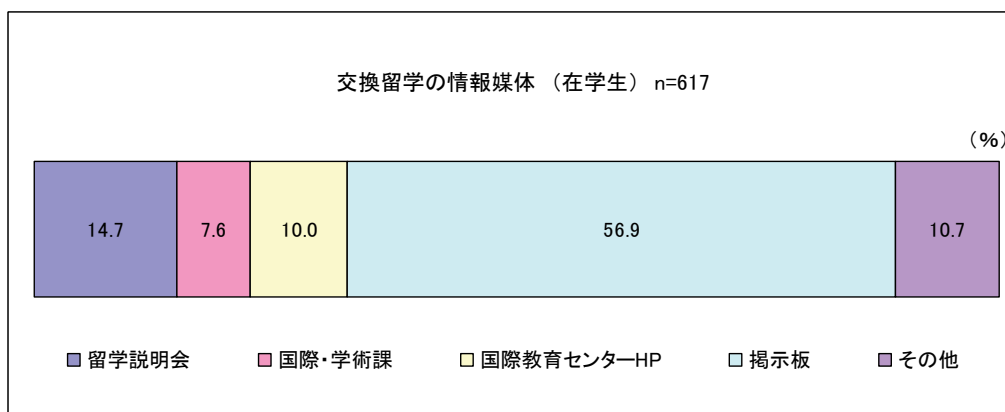 交換留学の情報媒体 （在学生） n=617
（%）
14.7 7.6 10.0 56.9 10.7
留学説明会 国際・学術課 国際教育センターHP 掲示板 その他